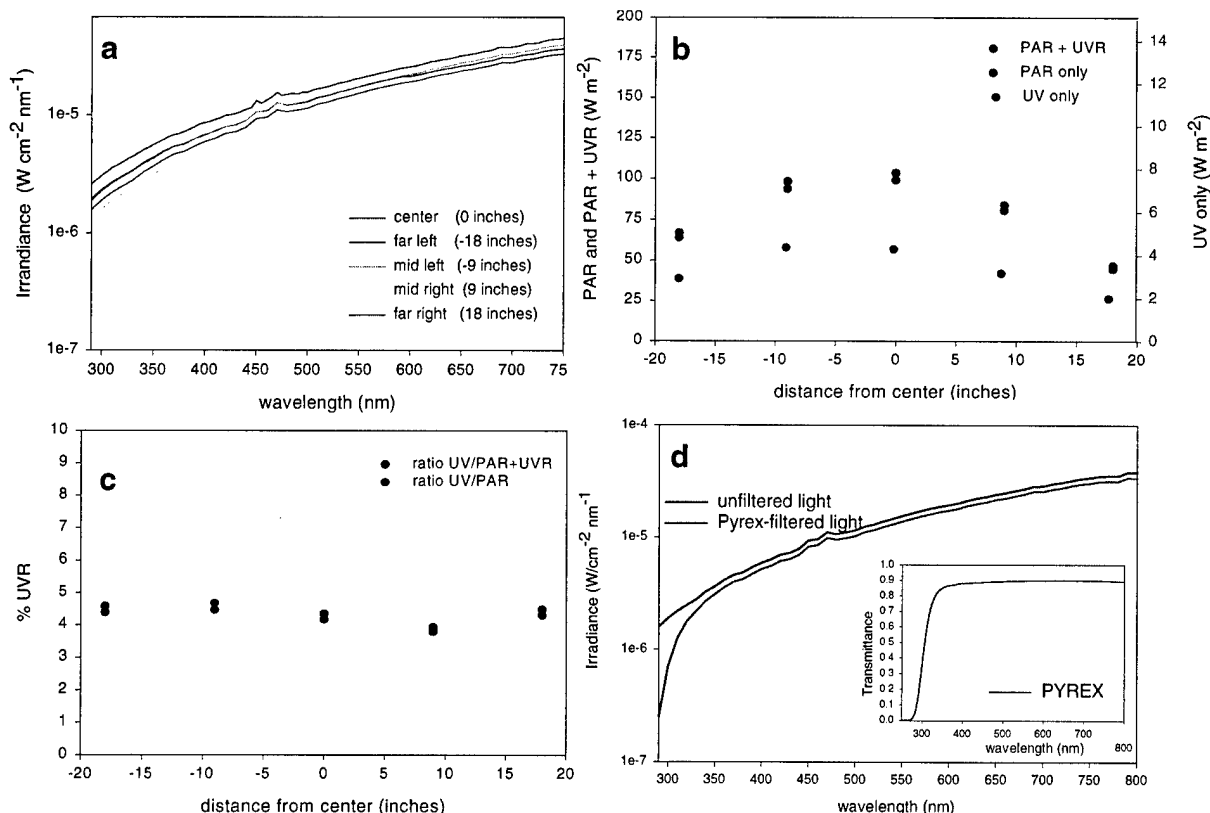 a
Irrandiance (W cm-2 nm-1)
1e-5
1e-6
1e-7
center (0 inches)
far left (-18 inches)
mid left (-9 inches)
mid right (9 inches)
far right (18 inches)
300 350 400 450 500 550 600 650 700 75
wavelength (nm)
b
PAR and PAR + UVR (W m-2)
200
175
150
125
100
75
50
25
0
PAR + UVR
PAR only
UV only
14
12
10
8
6
4
2
0
UV only (W m-2)
-20 -15 -10 -5 0 5 10 15 20
distance from center (inches)
c
% UVR
10
9
8
7
6
5
4
3
2
1
0
ratio UV/PAR+UVR
ratio UV/PAR
-20 -15 -10 -5 0 5 10 15 20
distance from center (inches)
d
Irradiance (W/cm-2 nm-1)
1e-4
1e-5
1e-6
1e-7
unfiltered light
Pyrex-filtered light
Transmittance
1.0
0.9
0.8
0.7
0.6
0 5
0 4
0 3
0 2
0.1
0.0
PYREX
300 400 500 600 700 800
wavelength (nm)
300 350 400 450 500 550 600 650 700 750 800
wavelength (nm)